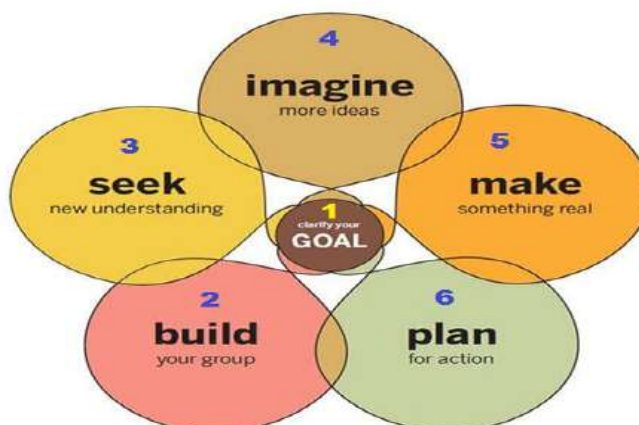 4
imagine
more ideas
3
seek
new understanding
5
make
something real
1
clarify your
GOAL
2
build
your group
6
plan
for action